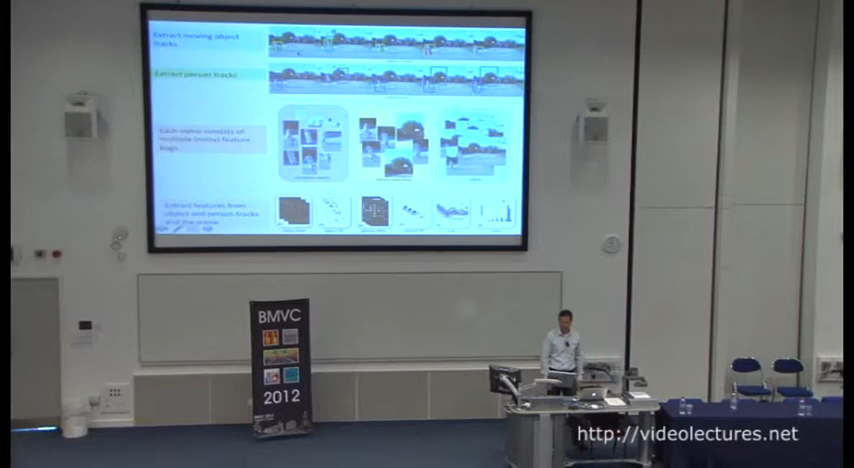 Extract moving object
tracks
Extract person tracks
Each video consists of
multiple (noisy) feature
bags
Extract features from
object and person tracks
and the scene
BMVC
2012
http://videolectures.net